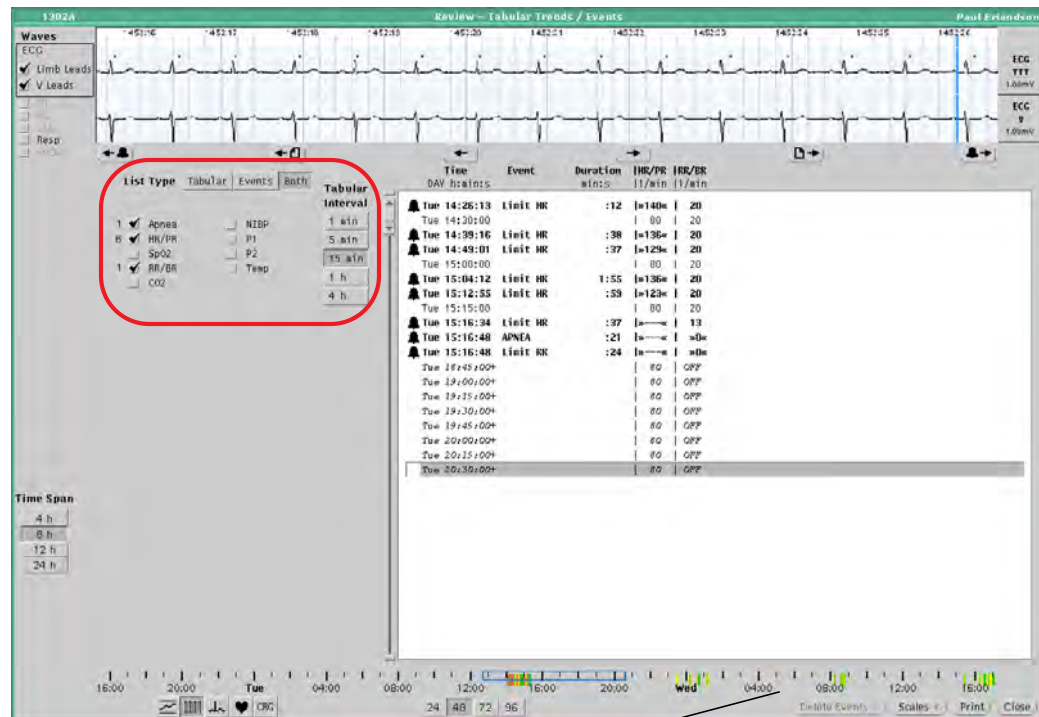 1302A Review – Tabular Trends / Events Paul Erlandson
Waves
ECG
Limb Leads
V Leads
Resp
ECG
TTT
1.00mV
ECG
V
1.00mV
List Type Tabular Events Both
Tabular
Interval
1 Apnea NIBP
6 HR/PR P1
SpO2 P2
1 RR/BR Temp
CO2
1 min
5 min
15 min
1 h
4 h
Time Event Duration |HR/PR |RR/BR
DAY h:min:s min:s |1/min |1/min
Tue 14:26:13 Limit HR :12 |»140« | 20
Tue 14:30:00 | 80 | 20
Tue 14:39:16 Limit HR :38 |»136« | 20
Tue 14:49:01 Limit HR :37 |»129« | 20
Tue 15:00:00 | 80 | 20
Tue 15:04:12 Limit HR 1:55 |»136« | 20
Tue 15:12:55 Limit HR :59 |»123« | 20
Tue 15:15:00 | 80 | 20
Tue 15:16:34 Limit HR :37 |»---« | 13
Tue 15:16:48 APNEA :21 |»---« | »0«
Tue 15:16:48 Limit RR :24 |»---« | »0«
Tue 18:45:00+ | 80 | OFF
Tue 19:00:00+ | 80 | OFF
Tue 19:15:00+ | 80 | OFF
Tue 19:30:00+ | 80 | OFF
Tue 19:45:00+ | 80 | OFF
Tue 20:00:00+ | 80 | OFF
Tue 20:15:00+ | 80 | OFF
Tue 20:30:00+ | 80 | OFF
Time Span
4 h
8 h
12 h
24 h
16:00 20:00 Tue 04:00 08:00 12:00 16:00 20:00 Wed 04:00 08:00 12:00 16:00
CRG 24 48 72 96 Delete Events Scales Print Close